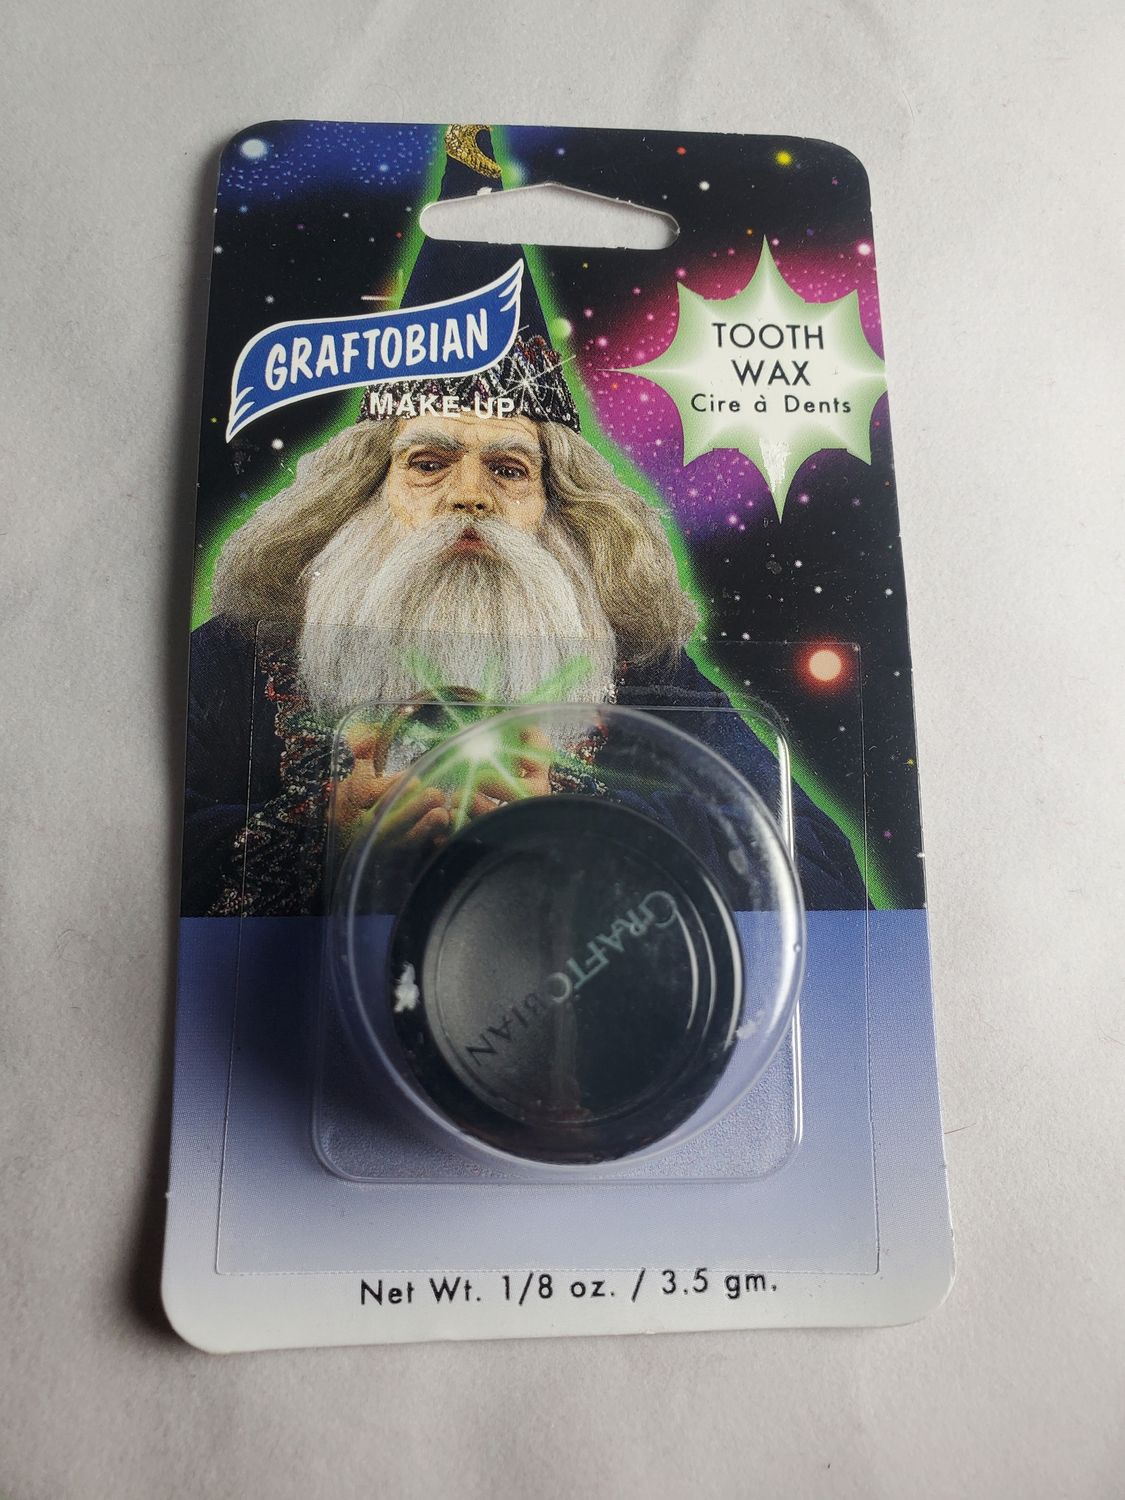 GRAFTOBIAN
MAKE-UP
TOOTH
WAX
Cire à Dents
GRAFTOBIAN
Net Wt. 1/8 oz. / 3.5 gm.